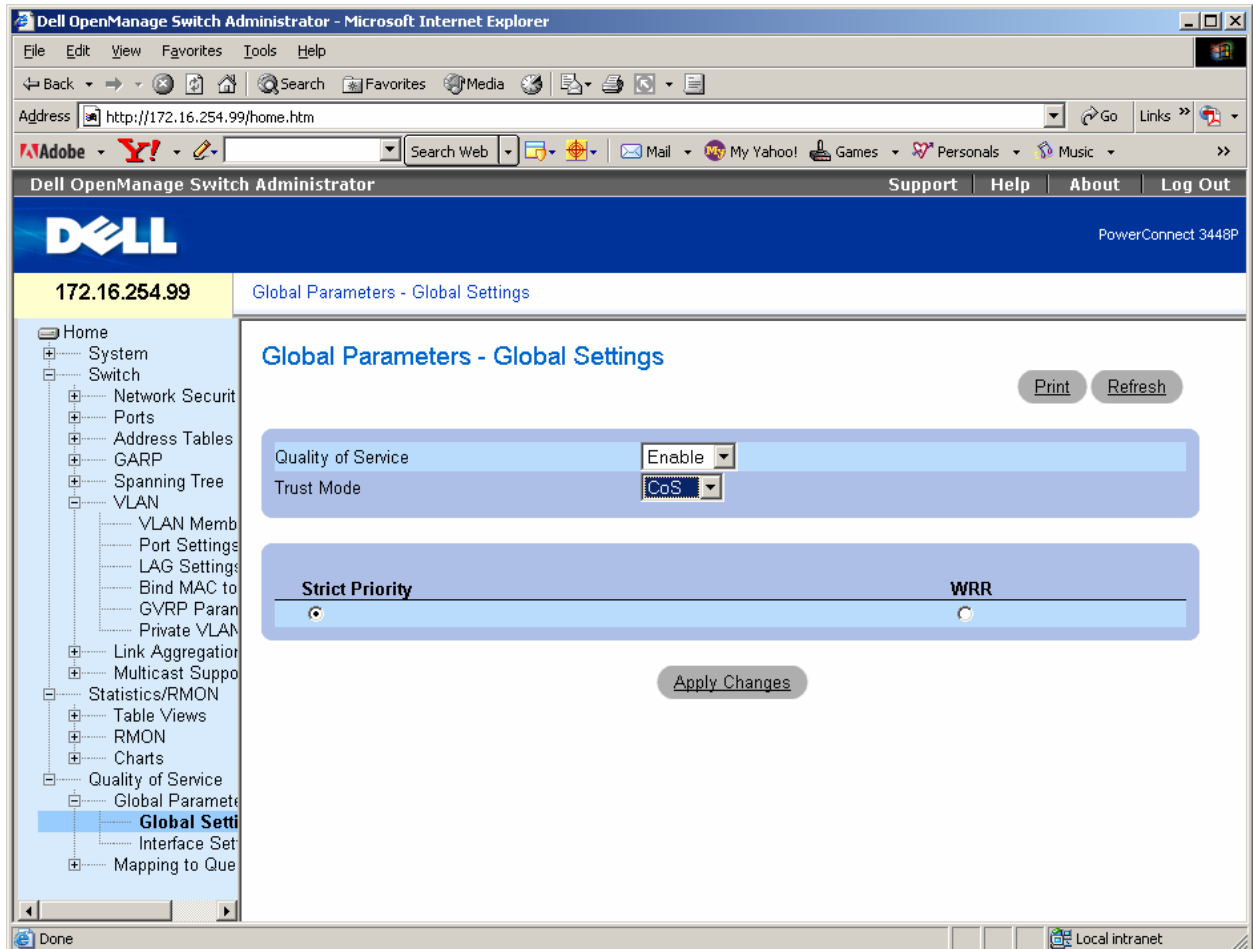 Dell OpenManage Switch Administrator - Microsoft Internet Explorer
File Edit View Favorites Tools Help
Back Search Favorites Media
Address http://172.16.254.99/home.htm Go Links »
Adobe Y! Search Web Mail My Yahoo! Games Personals Music »
Dell OpenManage Switch Administrator Support | Help | About | Log Out
DELL PowerConnect 3448P
172.16.254.99 Global Parameters - Global Settings
Home
System
Switch
Network Securit
Ports
Address Tables
GARP
Spanning Tree
VLAN
VLAN Memb
Port Settings
LAG Settings
Bind MAC to
GVRP Param
Private VLAN
Link Aggregation
Multicast Suppo
Statistics/RMON
Table Views
RMON
Charts
Quality of Service
Global Paramete
Global Setti
Interface Set
Mapping to Que
Global Parameters - Global Settings
Print Refresh
Quality of Service Enable
Trust Mode CoS
Strict Priority WRR
Apply Changes
Done Local intranet